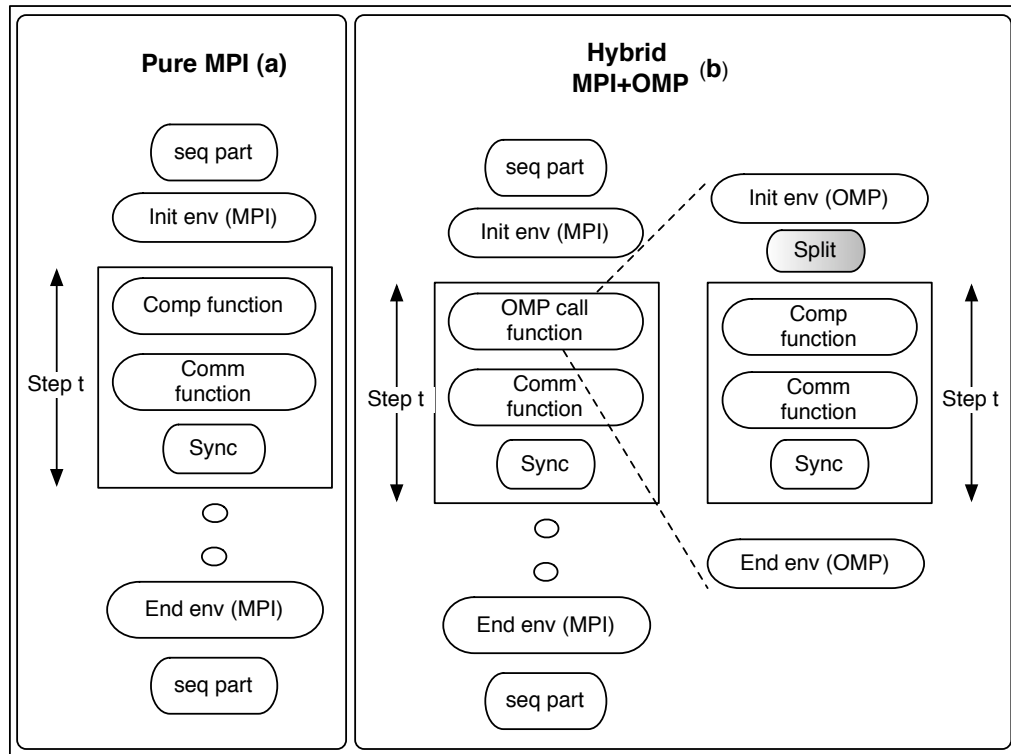 Pure MPI (a)
seq part
Init env (MPI)
Comp function
Comm
function
Sync
Step t
End env (MPI)
seq part
Hybrid
MPI+OMP (b)
seq part
Init env (MPI)
OMP call
function
Comm
function
Sync
Step t
End env (MPI)
seq part
Init env (OMP)
Split
Comp
function
Comm
function
Sync
Step t
End env (OMP)